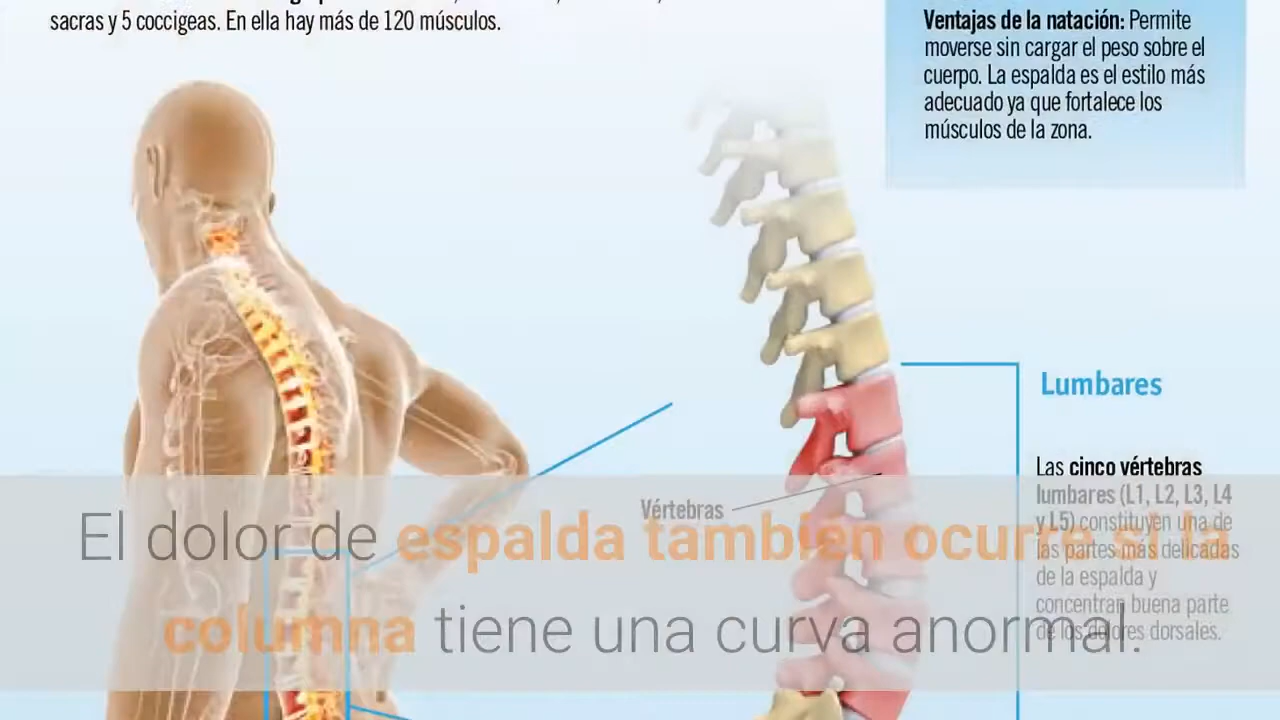 sacras y 5 coccigeas. En ella hay más de 120 músculos.
Ventajas de la natación: Permite
moverse sin cargar el peso sobre el
cuerpo. La espalda es el estilo más
adecuado ya que fortalece los
músculos de la zona.
Lumbares
Las cinco vértebras
lumbares (L1, L2, L3, L4
y L5) constituyen una de
las partes más delicadas
de la espalda y
concentran buena parte
de los dolores dorsales.
Vértebras
El dolor de espalda tambien ocurre si la
columna tiene una curva anormal.